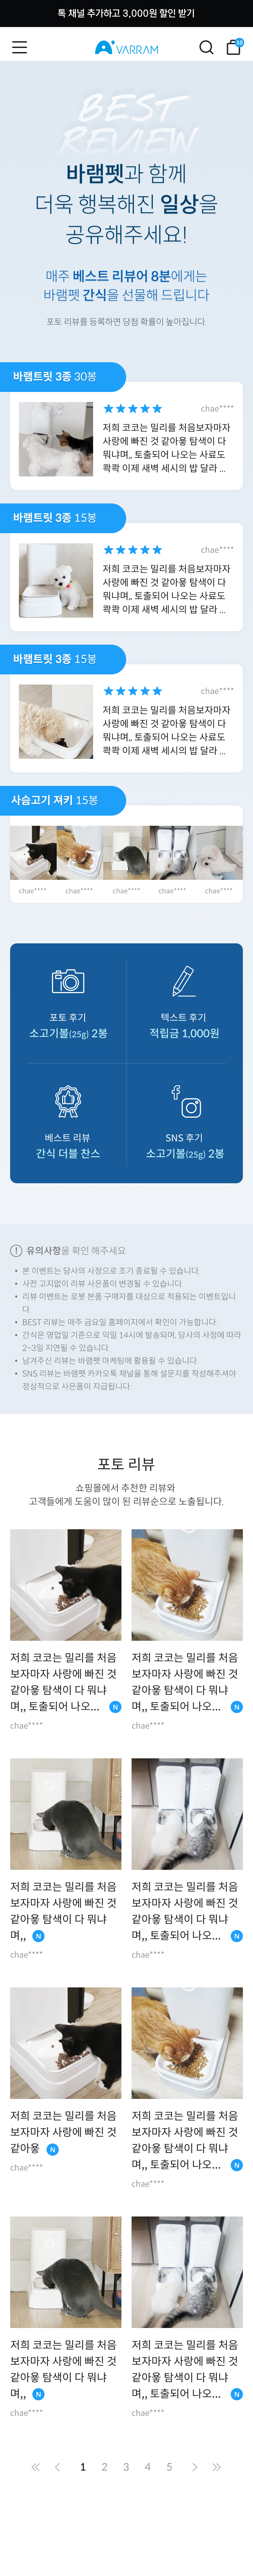 톡 채널 추가하고 3,000원 할인 받기
VARRAM
BEST
REVIEW
바램펫과 함께
더욱 행복해진 일상을
공유해주세요!
매주 베스트 리뷰어 8분에게는
바램펫 간식을 선물해 드립니다
포토 리뷰를 등록하면 당첨 확률이 높아집니다.
바램트릿 3종 30봉
chae****
저희 코코는 밀리를 처음보자마자
사랑에 빠진 것 같아욯 탐색이 다
뭐냐며,, 토출되어 나오는 사료도
콱콱 이제 새벽 세시의 밥 달라 ...
바램트릿 3종 15봉
chae****
저희 코코는 밀리를 처음보자마자
사랑에 빠진 것 같아욯 탐색이 다
뭐냐며,, 토출되어 나오는 사료도
콱콱 이제 새벽 세시의 밥 달라 ...
바램트릿 3종 15봉
chae****
저희 코코는 밀리를 처음보자마자
사랑에 빠진 것 같아욯 탐색이 다
뭐냐며,, 토출되어 나오는 사료도
콱콱 이제 새벽 세시의 밥 달라 ...
사슴고기 져키 15봉
chae**** chae**** chae**** chae**** chae****
포토 후기 텍스트 후기
소고기볼(25g) 2봉 적립금 1,000원
베스트 리뷰 SNS 후기
간식 더블 찬스 소고기볼(25g) 2봉
유의사항을 확인 해주세요
• 본 이벤트는 당사의 사정으로 조기 종료될 수 있습니다.
• 사전 고지없이 리뷰 사은품이 변경될 수 있습니다.
• 리뷰 이벤트는 로봇 본품 구매자를 대상으로 적용되는 이벤트입니
다.
• BEST 리뷰는 매주 금요일 홈페이지에서 확인이 가능합니다.
• 간식은 영업일 기준으로 익일 14시에 발송되며, 당사의 사정에 따라
2~3일 지연될 수 있습니다.
• 남겨주신 리뷰는 바램펫 마케팅에 활용될 수 있습니다.
• SNS 리뷰는 바램펫 카카오톡 채널을 통해 설문지를 작성해주셔야
정상적으로 사은품이 지급됩니다.
포토 리뷰
쇼핑몰에서 추천한 리뷰와
고객들에게 도움이 많이 된 리뷰순으로 노출됩니다.
저희 코코는 밀리를 처음
보자마자 사랑에 빠진 것
같아욯 탐색이 다 뭐냐
며,, 토출되어 나오... N
chae****
저희 코코는 밀리를 처음
보자마자 사랑에 빠진 것
같아욯 탐색이 다 뭐냐
며,, 토출되어 나오... N
chae****
저희 코코는 밀리를 처음
보자마자 사랑에 빠진 것
같아욯 탐색이 다 뭐냐
며,, N
chae****
저희 코코는 밀리를 처음
보자마자 사랑에 빠진 것
같아욯 탐색이 다 뭐냐
며,, 토출되어 나오... N
chae****
저희 코코는 밀리를 처음
보자마자 사랑에 빠진 것
같아욯 N
chae****
저희 코코는 밀리를 처음
보자마자 사랑에 빠진 것
같아욯 탐색이 다 뭐냐
며,, 토출되어 나오... N
chae****
저희 코코는 밀리를 처음
보자마자 사랑에 빠진 것
같아욯 탐색이 다 뭐냐
며,, N
chae****
저희 코코는 밀리를 처음
보자마자 사랑에 빠진 것
같아욯 탐색이 다 뭐냐
며,, 토출되어 나오... N
chae****
1 2 3 4 5